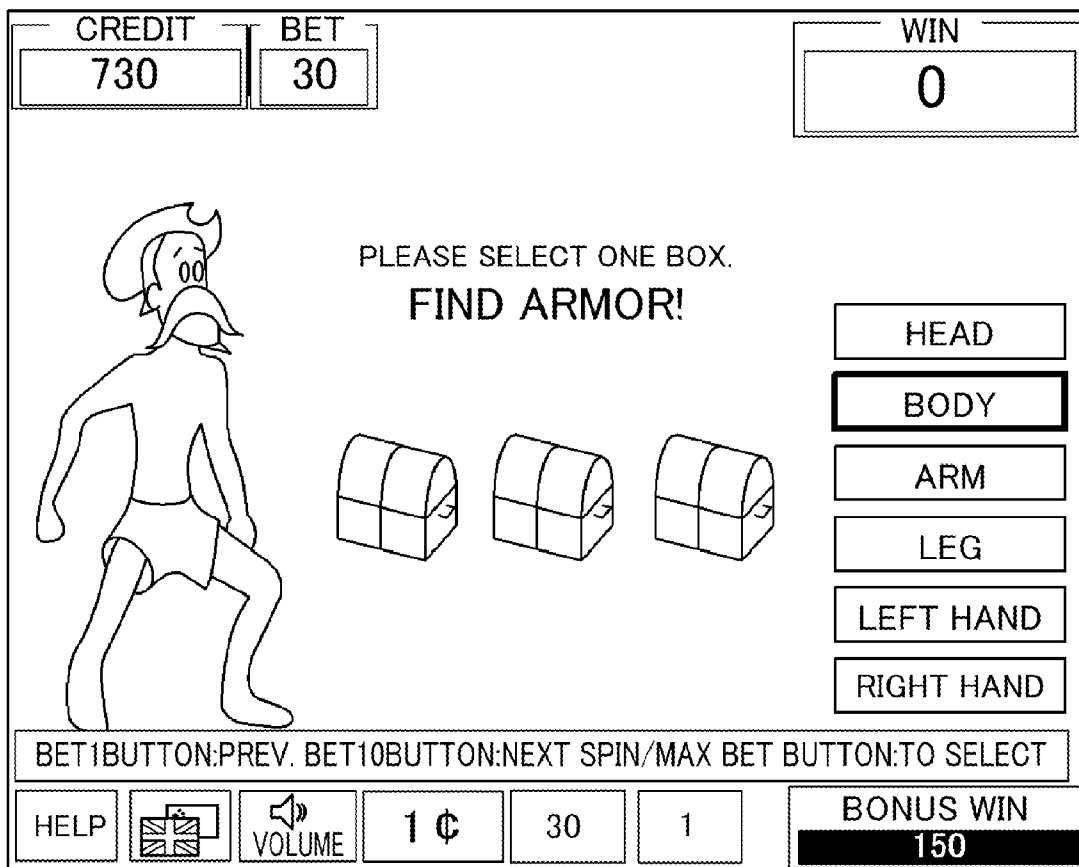 CREDIT
730
BET
30
WIN
0
PLEASE SELECT ONE BOX.
FIND ARMOR!
HEAD
BODY
ARM
LEG
LEFT HAND
RIGHT HAND
BET1BUTTON:PREV. BET10BUTTON:NEXT SPIN/MAX BET BUTTON:TO SELECT
HELP
VOLUME
1 ¢
30
1
BONUS WIN
150